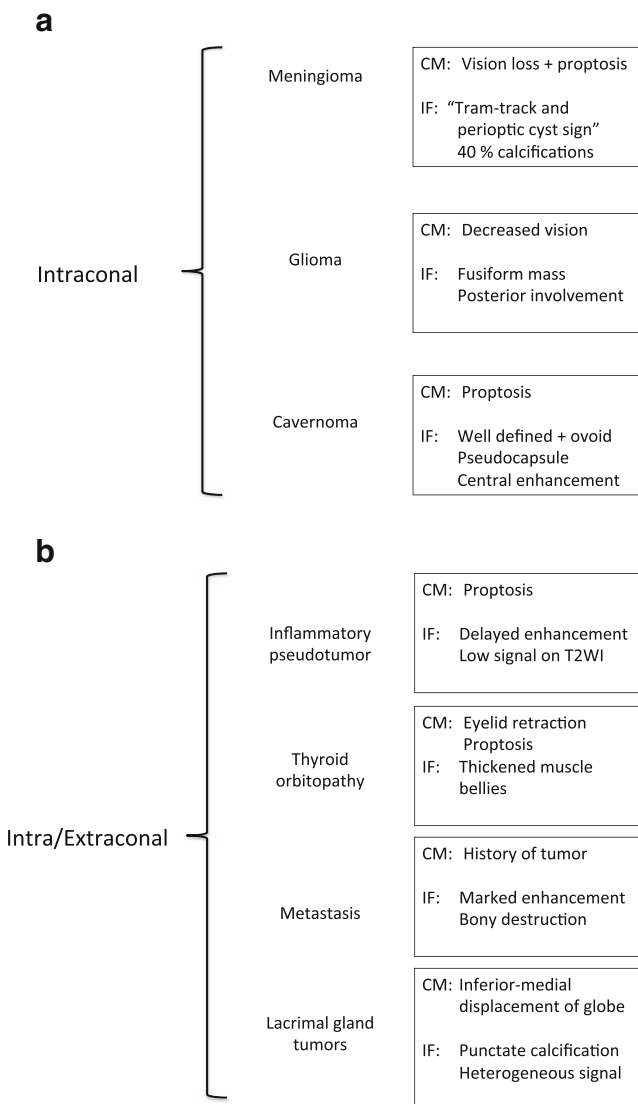 a
Intraconal
Meningioma
CM: Vision loss + proptosis
IF: “Tram-track and
perioptic cyst sign”
40 % calcifications
Glioma
CM: Decreased vision
IF: Fusiform mass
Posterior involvement
Cavernoma
CM: Proptosis
IF: Well defined + ovoid
Pseudocapsule
Central enhancement
b
Intra/Extraconal
Inflammatory
pseudotumor
CM: Proptosis
IF: Delayed enhancement
Low signal on T2WI
Thyroid
orbitopathy
CM: Eyelid retraction
Proptosis
IF: Thickened muscle
bellies
Metastasis
CM: History of tumor
IF: Marked enhancement
Bony destruction
Lacrimal gland
tumors
CM: Inferior-medial
displacement of globe
IF: Punctate calcification
Heterogeneous signal